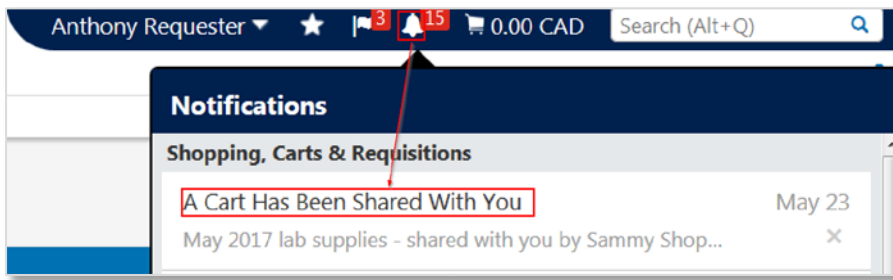 Anthony Requester 3 15 0.00 CAD Search (Alt+Q)
Notifications
Shopping, Carts & Requisitions
A Cart Has Been Shared With You May 23
May 2017 lab supplies - shared with you by Sammy Shop...